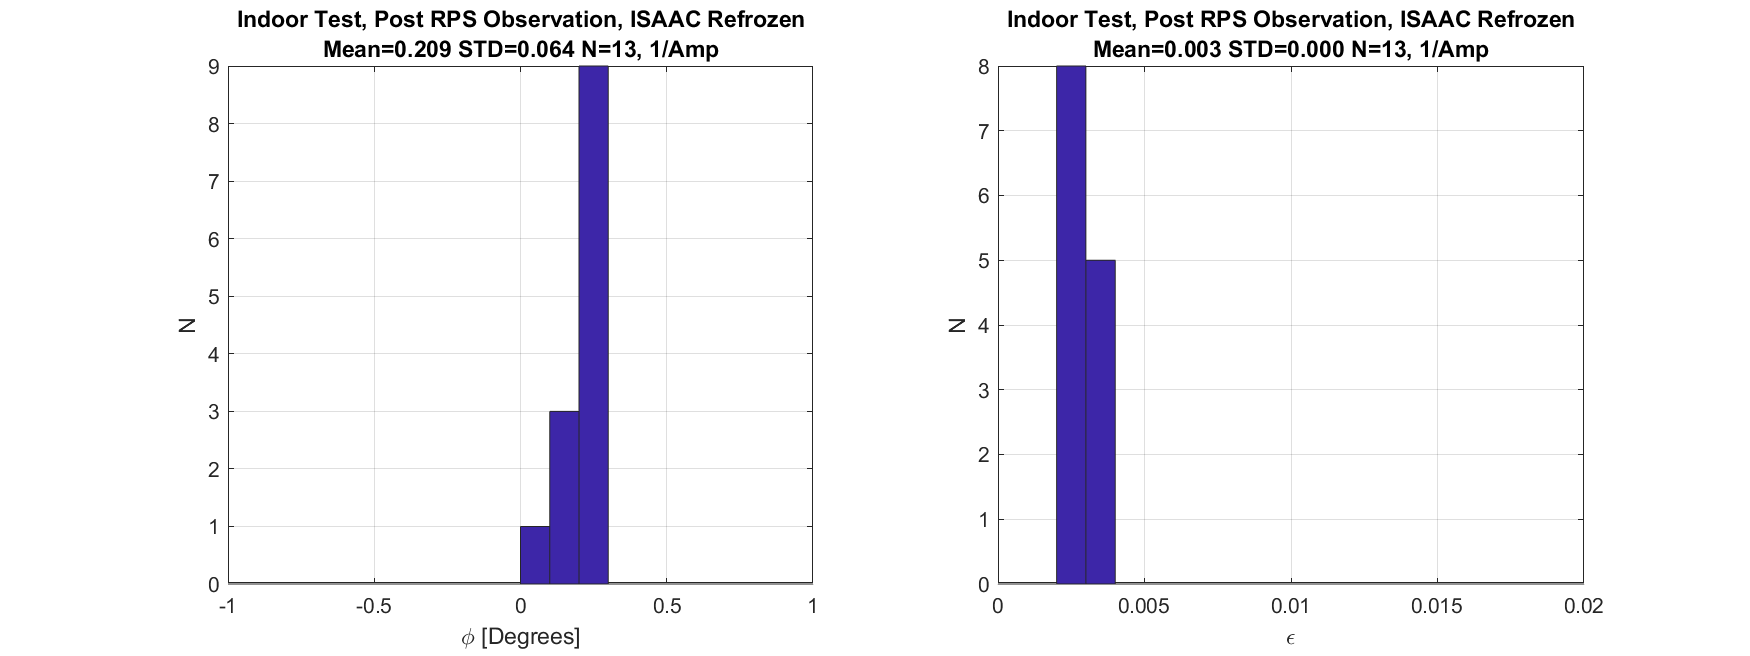 Indoor Test, Post RPS Observation, ISAAC Refrozen
Mean=0.209 STD=0.064 N=13, 1/Amp
9
8
7
6
5
4
3
2
1
0
N
-1 -0.5 0 0.5 1
ϕ [Degrees]
Indoor Test, Post RPS Observation, ISAAC Refrozen
Mean=0.003 STD=0.000 N=13, 1/Amp
8
7
6
5
4
3
2
1
0
N
0 0.005 0.01 0.015 0.02
ϵ